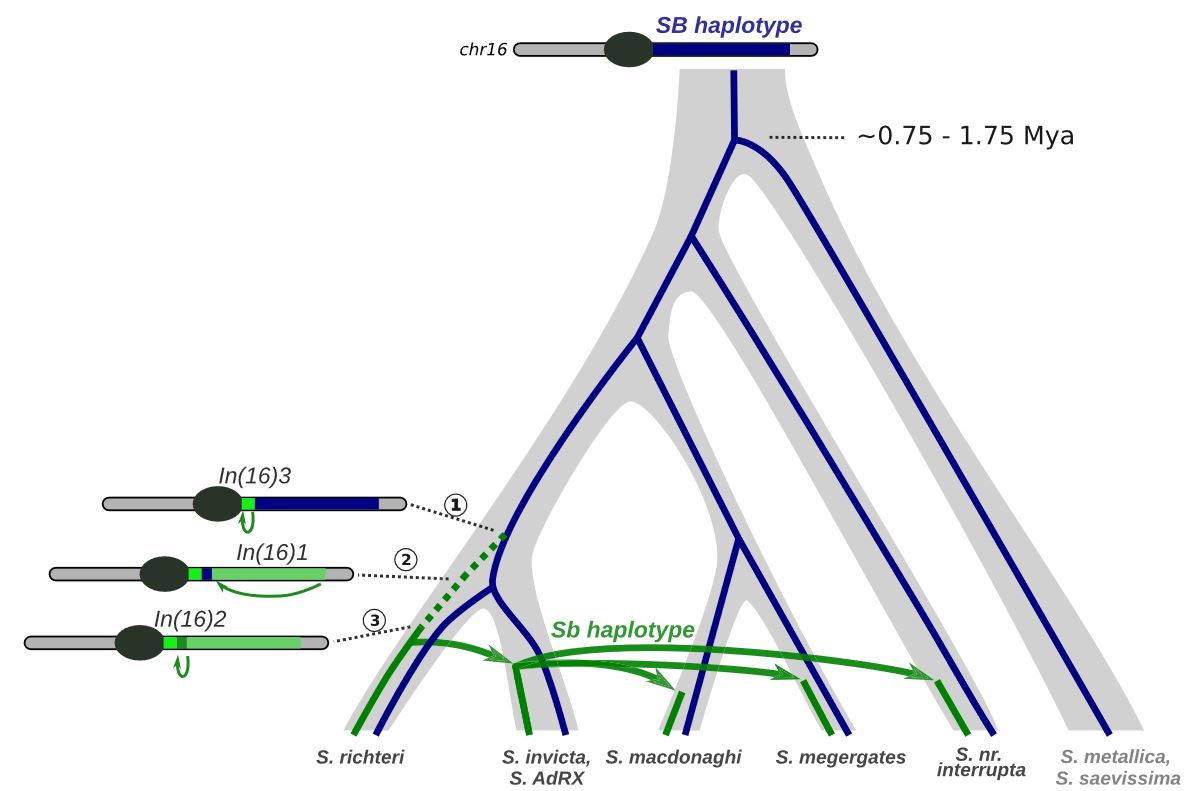 SB haplotype
chr16
~0.75 - 1.75 Mya
In(16)3
①
In(16)1
②
In(16)2
③
Sb haplotype
S. richteri
S. invicta,
S. AdRX
S. macdonaghi
S. megergates
S. nr.
interrupta
S. metallica,
S. saevissima